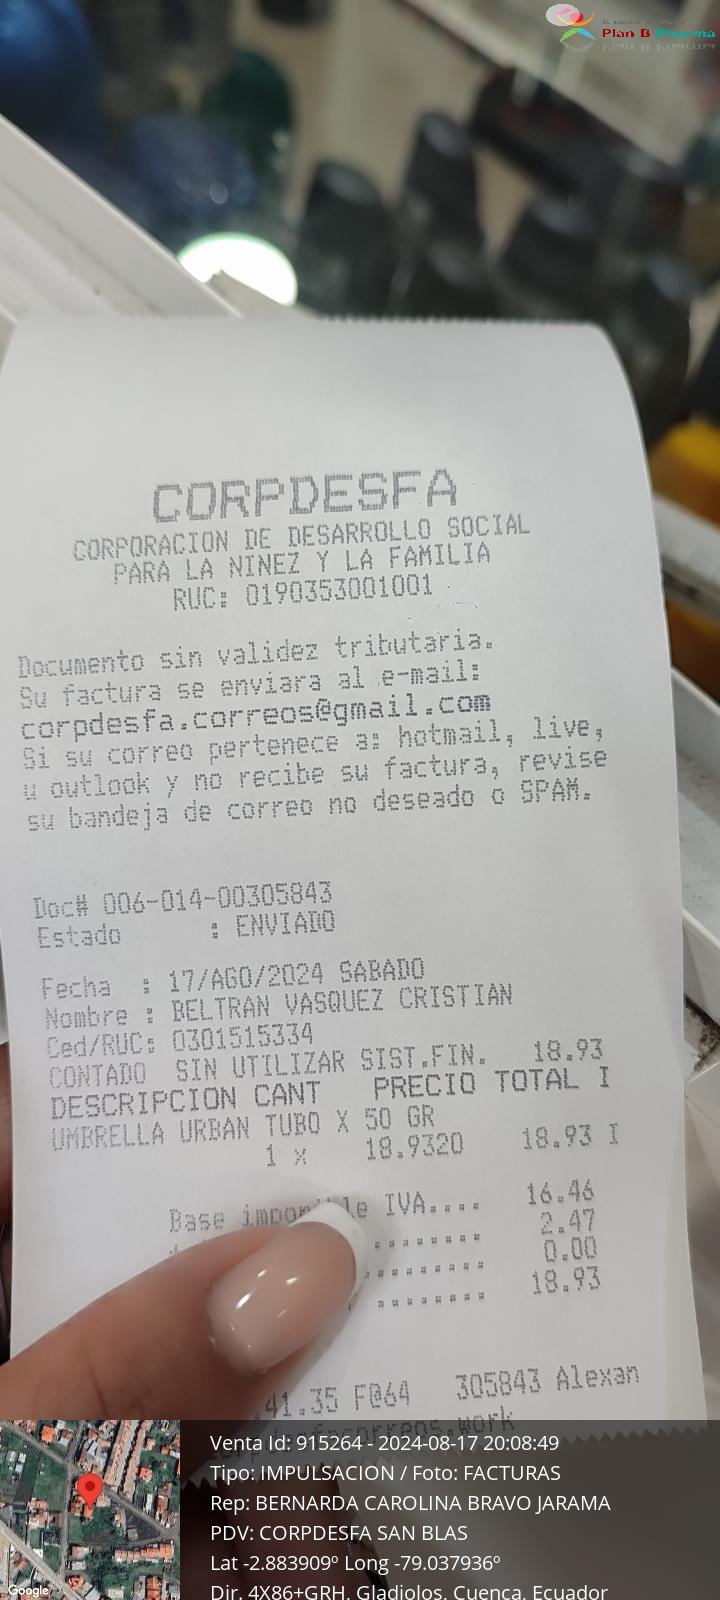 Plan B Pharma
CORPDESFA
CORPORACION DE DESARROLLO SOCIAL
PARA LA NINEZ Y LA FAMILIA
RUC: 0190353001001
Documento sin validez tributaria.
Su factura se enviara al e-mail:
corpdesfa.correos@gmail.com
Si su correo pertenece a: hotmail, live,
u outlook y no recibe su factura, revise
su bandeja de correo no deseado o SPAM.
Doc# 006-014-00305843
Estado : ENVIADO
Fecha : 17/AGO/2024 SABADO
Nombre : BELTRAN VASQUEZ CRISTIAN
Ced/RUC: 0301515334
CONTADO SIN UTILIZAR SIST.FIN. 18.93
DESCRIPCION CANT PRECIO TOTAL I
UMBRELLA URBAN TUBO X 50 GR
1 x 18.9320 18.93 I
Base imponible IVA.... 16.46
........ 2.47
......... 0.00
........ 18.93
.41.35 F@64 305843 Alexan
Venta Id: 915264 - 2024-08-17 20:08:49
Tipo: IMPULSACION / Foto: FACTURAS
Rep: BERNARDA CAROLINA BRAVO JARAMA
PDV: CORPDESFA SAN BLAS
Lat -2.883909º Long -79.037936º
Dir. 4X86+GRH, Gladiolos, Cuenca, Ecuador
Google